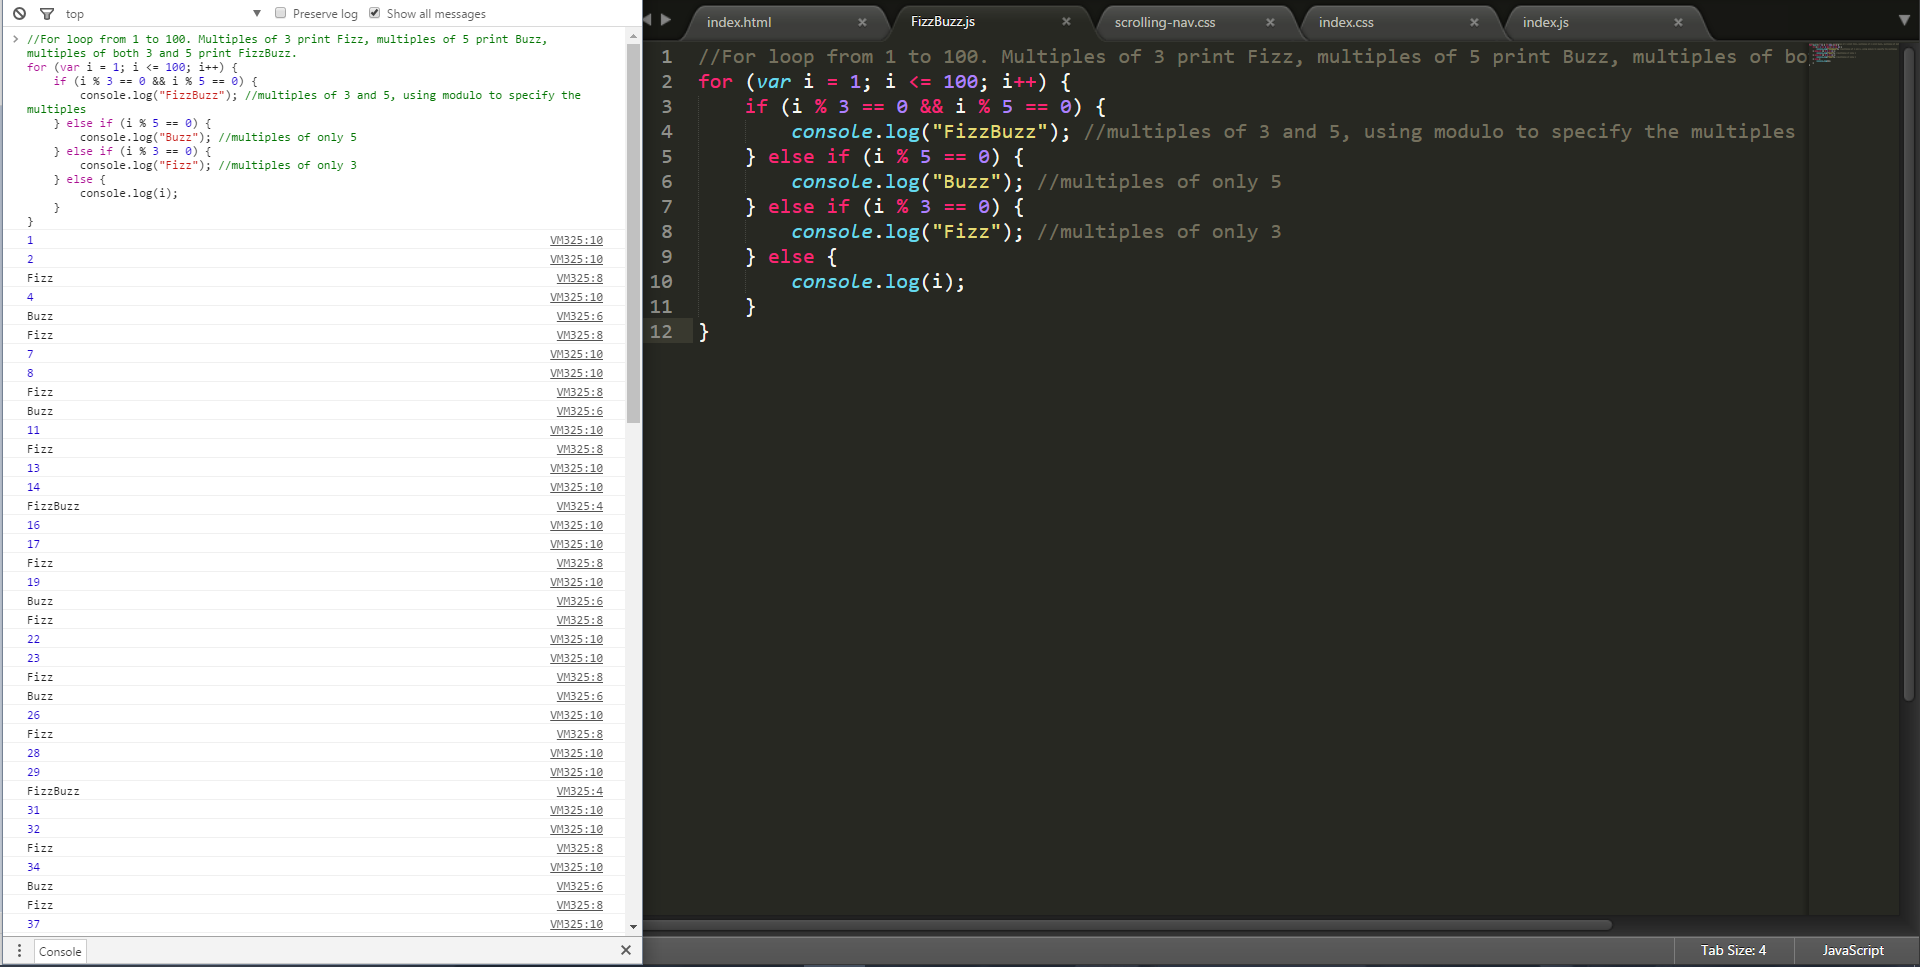 top ▼ Preserve log Show all messages
> //For loop from 1 to 100. Multiples of 3 print Fizz, multiples of 5 print Buzz,
multiples of both 3 and 5 print FizzBuzz.
for (var i = 1; i <= 100; i++) {
    if (i % 3 == 0 && i % 5 == 0) {
        console.log("FizzBuzz"); //multiples of 3 and 5, using modulo to specify the
multiples
    } else if (i % 5 == 0) {
        console.log("Buzz"); //multiples of only 5
    } else if (i % 3 == 0) {
        console.log("Fizz"); //multiples of only 3
    } else {
        console.log(i);
    }
}
1 VM325:10
2 VM325:10
Fizz VM325:8
4 VM325:10
Buzz VM325:6
Fizz VM325:8
7 VM325:10
8 VM325:10
Fizz VM325:8
Buzz VM325:6
11 VM325:10
Fizz VM325:8
13 VM325:10
14 VM325:10
FizzBuzz VM325:4
16 VM325:10
17 VM325:10
Fizz VM325:8
19 VM325:10
Buzz VM325:6
Fizz VM325:8
22 VM325:10
23 VM325:10
Fizz VM325:8
Buzz VM325:6
26 VM325:10
Fizz VM325:8
28 VM325:10
29 VM325:10
FizzBuzz VM325:4
31 VM325:10
32 VM325:10
Fizz VM325:8
34 VM325:10
Buzz VM325:6
Fizz VM325:8
37 VM325:10
Console
index.html FizzBuzz.js scrolling-nav.css index.css index.js
1 //For loop from 1 to 100. Multiples of 3 print Fizz, multiples of 5 print Buzz, multiples of bo
2 for (var i = 1; i <= 100; i++) {
3     if (i % 3 == 0 && i % 5 == 0) {
4         console.log("FizzBuzz"); //multiples of 3 and 5, using modulo to specify the multiples
5     } else if (i % 5 == 0) {
6         console.log("Buzz"); //multiples of only 5
7     } else if (i % 3 == 0) {
8         console.log("Fizz"); //multiples of only 3
9     } else {
10         console.log(i);
11     }
12 }
Tab Size: 4 JavaScript